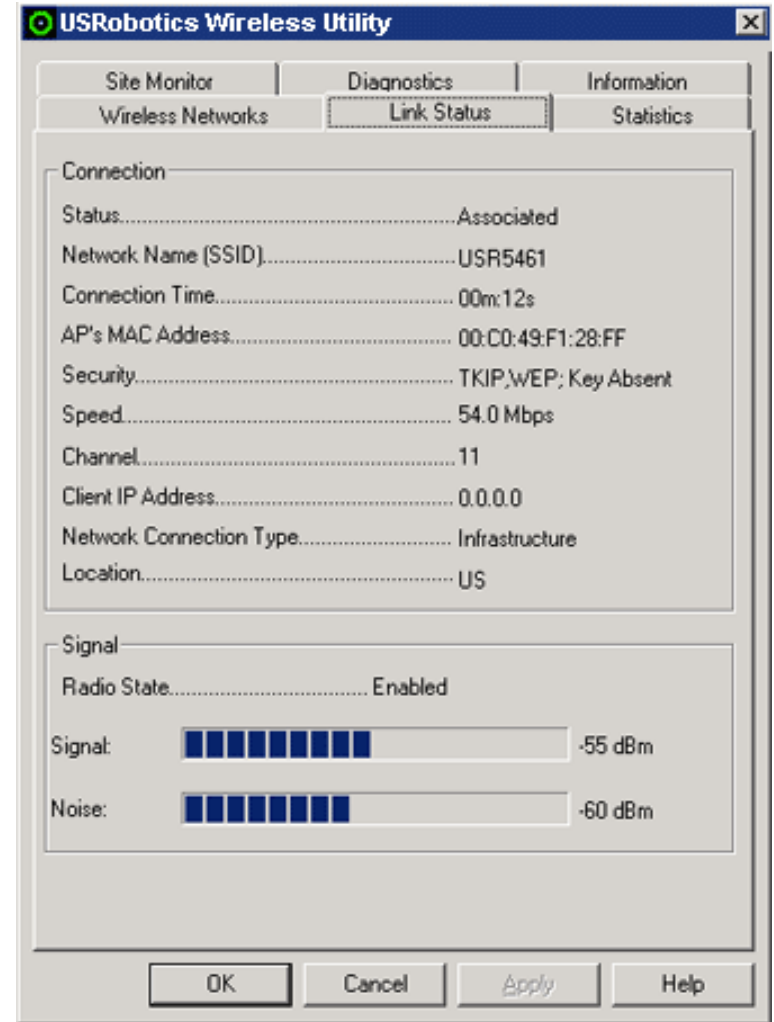 USRobotics Wireless Utility
Site Monitor Diagnostics Information
Wireless Networks Link Status Statistics
Connection
Status..................................................................Associated
Network Name (SSID)......................................USR5461
Connection Time............................................... 00m:12s
AP's MAC Address............................................ 00:C0:49:F1:28:FF
Security............................................................... TKIP,WEP; Key Absent
Speed................................................................. 54.0 Mbps
Channel...............................................................11
Client IP Address............................................... 0.0.0.0
Network Connection Type.............................. Infrastructure
Location.............................................................. US
Signal
Radio State....................................... Enabled
Signal: -55 dBm
Noise: -60 dBm
OK Cancel Apply Help